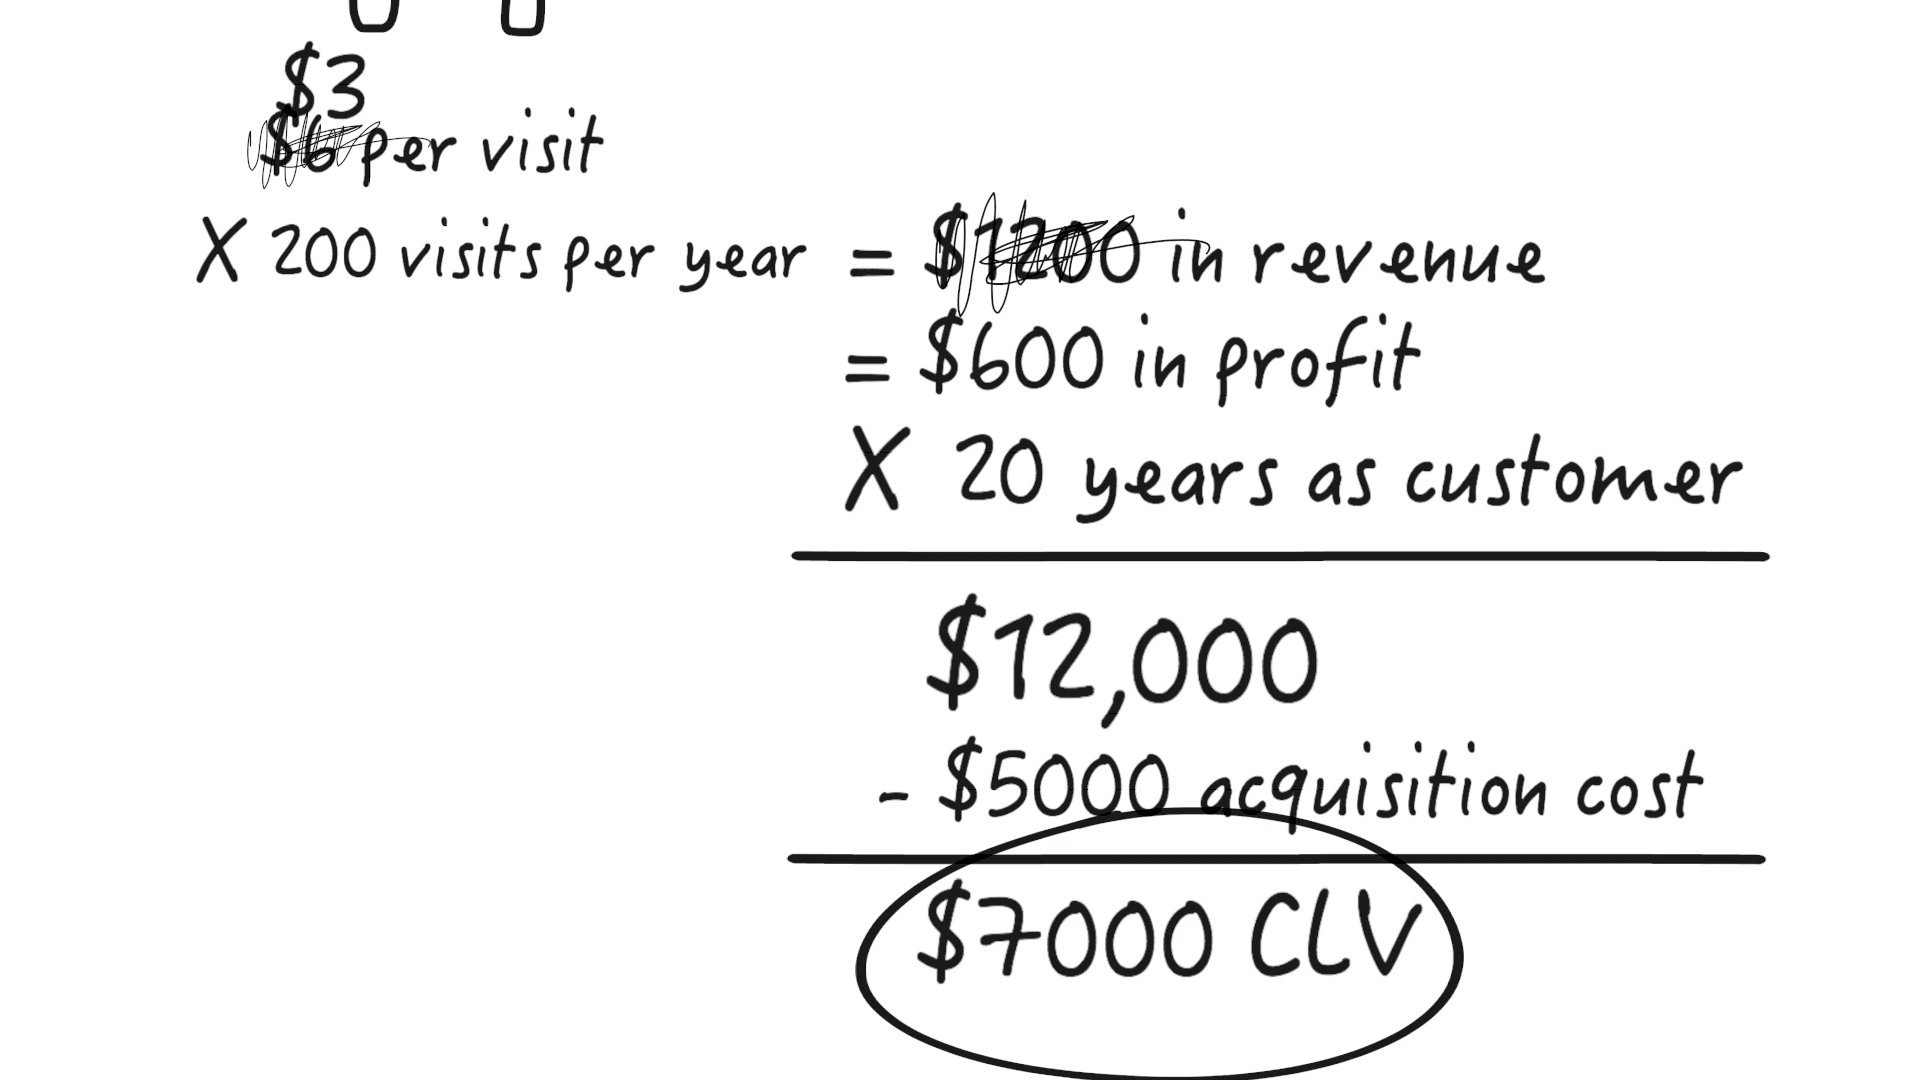 $3
$6 per visit
X 200 visits per year = $1200 in revenue
= $600 in profit
X 20 years as customer
$12,000
- $5000 acquisition cost
$7000 CLV